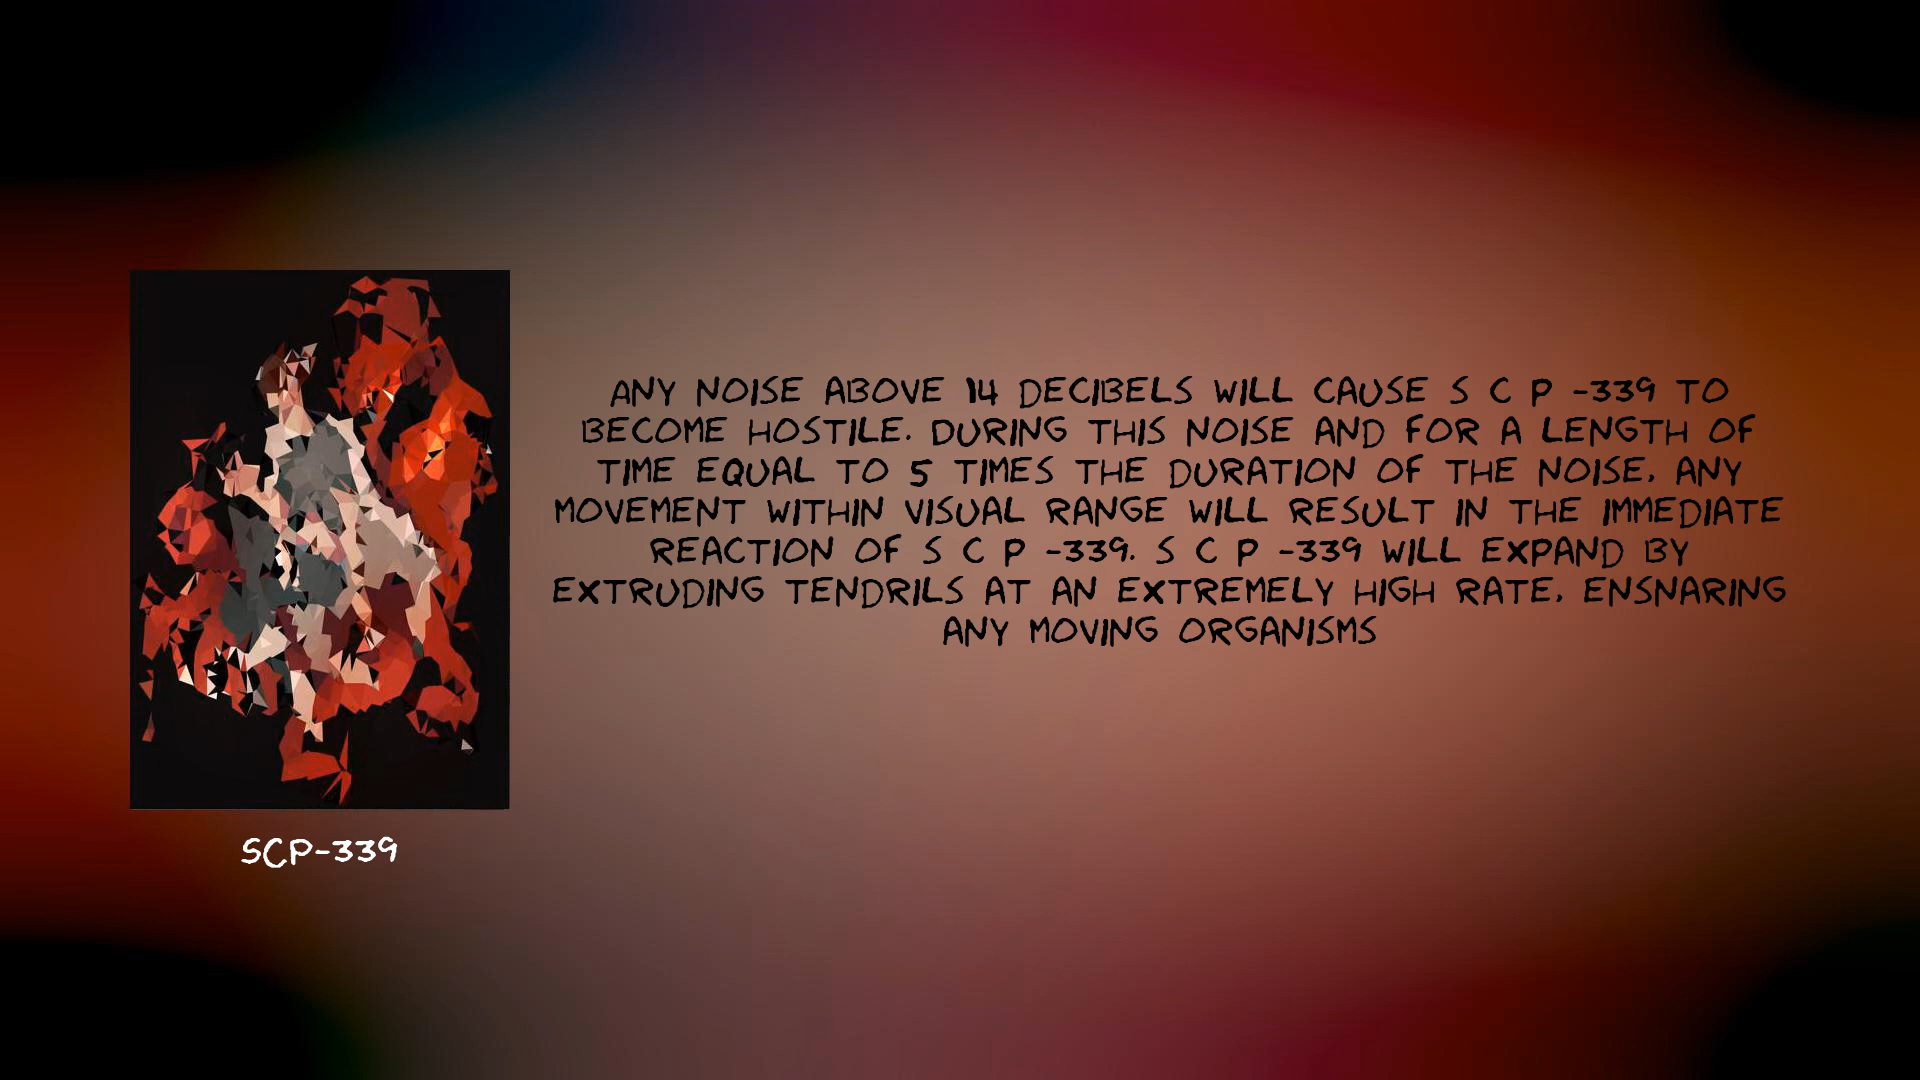 ANY NOISE ABOVE 14 DECIBELS WILL CAUSE S C P -339 TO
BECOME HOSTILE. DURING THIS NOISE AND FOR A LENGTH OF
TIME EQUAL TO 5 TIMES THE DURATION OF THE NOISE, ANY
MOVEMENT WITHIN VISUAL RANGE WILL RESULT IN THE IMMEDIATE
REACTION OF S C P -339. S C P -339 WILL EXPAND BY
EXTRUDING TENDRILS AT AN EXTREMELY HIGH RATE, ENSNARING
ANY MOVING ORGANISMS
SCP-339